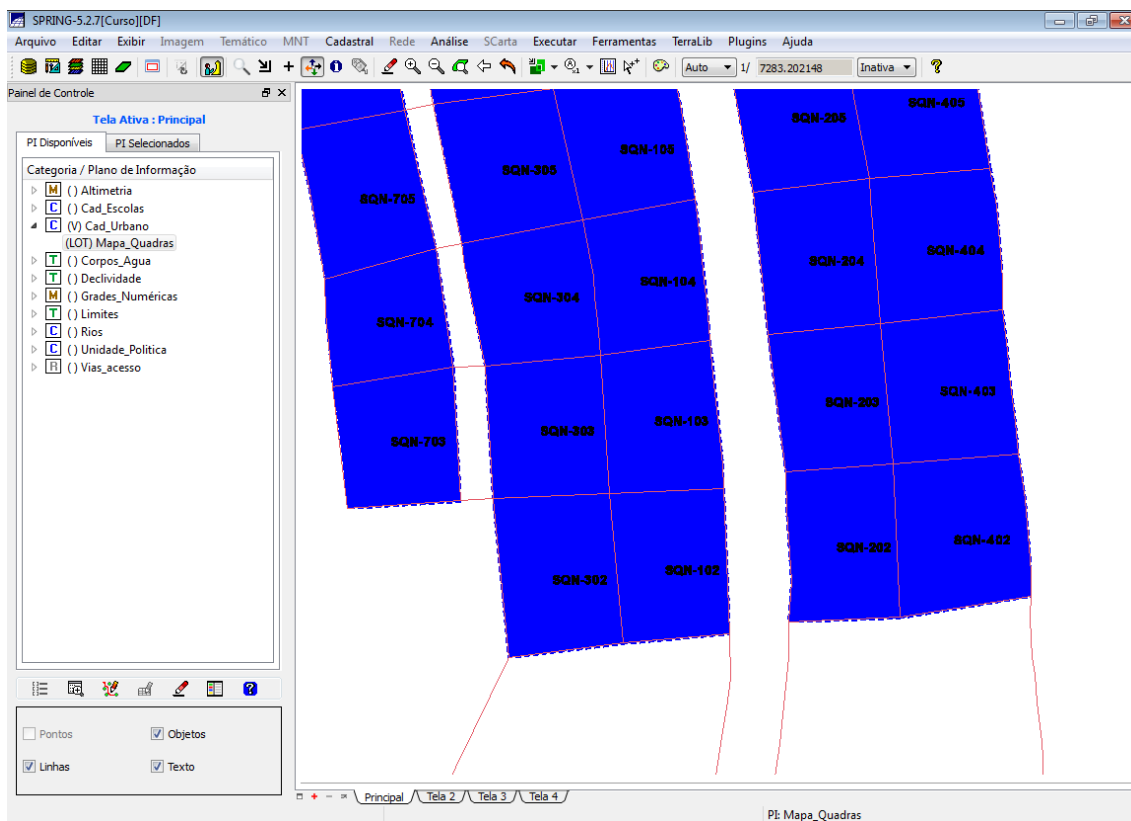 SPRING-5.2.7[Curso][DF]
Arquivo Editar Exibir Imagem Temático MNT Cadastral Rede Análise SCarta Executar Ferramentas TerraLib Plugins Ajuda
Auto 1/ 7283.202148 Inativa
Painel de Controle
Tela Ativa : Principal
PI Disponíveis PI Selecionados
Categoria / Plano de Informação
M ( ) Altimetria
C ( ) Cad_Escolas
C (V) Cad_Urbano
(LOT) Mapa_Quadras
T ( ) Corpos_Agua
T ( ) Declividade
M ( ) Grades_Numéricas
T ( ) Limites
C ( ) Rios
C ( ) Unidade_Politica
R ( ) Vias_acesso
Pontos Objetos
Linhas Texto
SQN-405
SQN-205
SQN-105
SQN-305
SQN-705
SQN-404
SQN-204
SQN-104
SQN-304
SQN-704
SQN-403
SQN-203
SQN-103
SQN-303
SQN-703
SQN-402
SQN-202
SQN-102
SQN-302
Principal Tela 2 Tela 3 Tela 4
PI: Mapa_Quadras